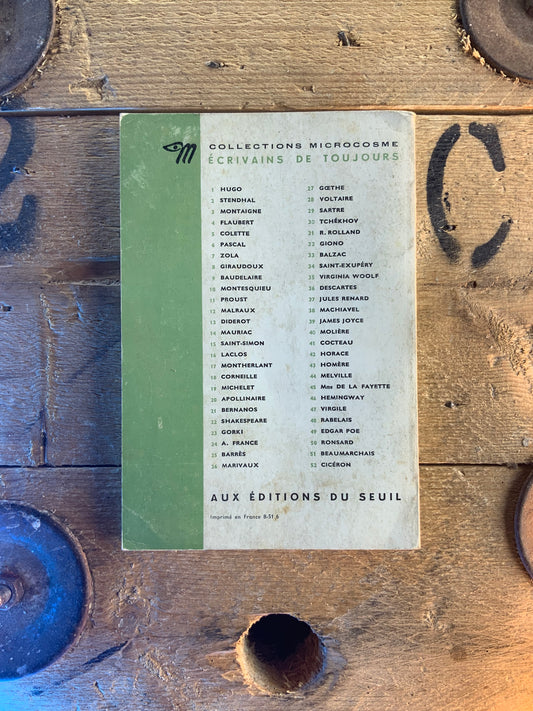 COLLECTIONS MICROCOSME
ÉCRIVAINS DE TOUJOURS
1 HUGO
2 STENDHAL
3 MONTAIGNE
4 FLAUBERT
5 COLETTE
6 PASCAL
7 ZOLA
8 GIRAUDOUX
9 BAUDELAIRE
10 MONTESQUIEU
11 PROUST
12 MALRAUX
13 DIDEROT
14 MAURIAC
15 SAINT-SIMON
16 LACLOS
17 MONTHERLANT
18 CORNEILLE
19 MICHELET
20 APOLLINAIRE
21 BERNANOS
22 SHAKESPEARE
23 GORKI
24 A. FRANCE
25 BARRÈS
26 MARIVAUX
27 GŒTHE
28 VOLTAIRE
29 SARTRE
30 TCHÉKHOV
31 R. ROLLAND
32 GIONO
33 BALZAC
34 SAINT-EXUPÉRY
35 VIRGINIA WOOLF
36 DESCARTES
37 JULES RENARD
38 MACHIAVEL
39 JAMES JOYCE
40 MOLIÈRE
41 COCTEAU
42 HORACE
43 HOMÈRE
44 MELVILLE
45 Mme DE LA FAYETTE
46 HEMINGWAY
47 VIRGILE
48 RABELAIS
49 EDGAR POE
50 RONSARD
51 BEAUMARCHAIS
52 CICÉRON
AUX ÉDITIONS DU SEUIL
Imprimé en France 8-51 6
C